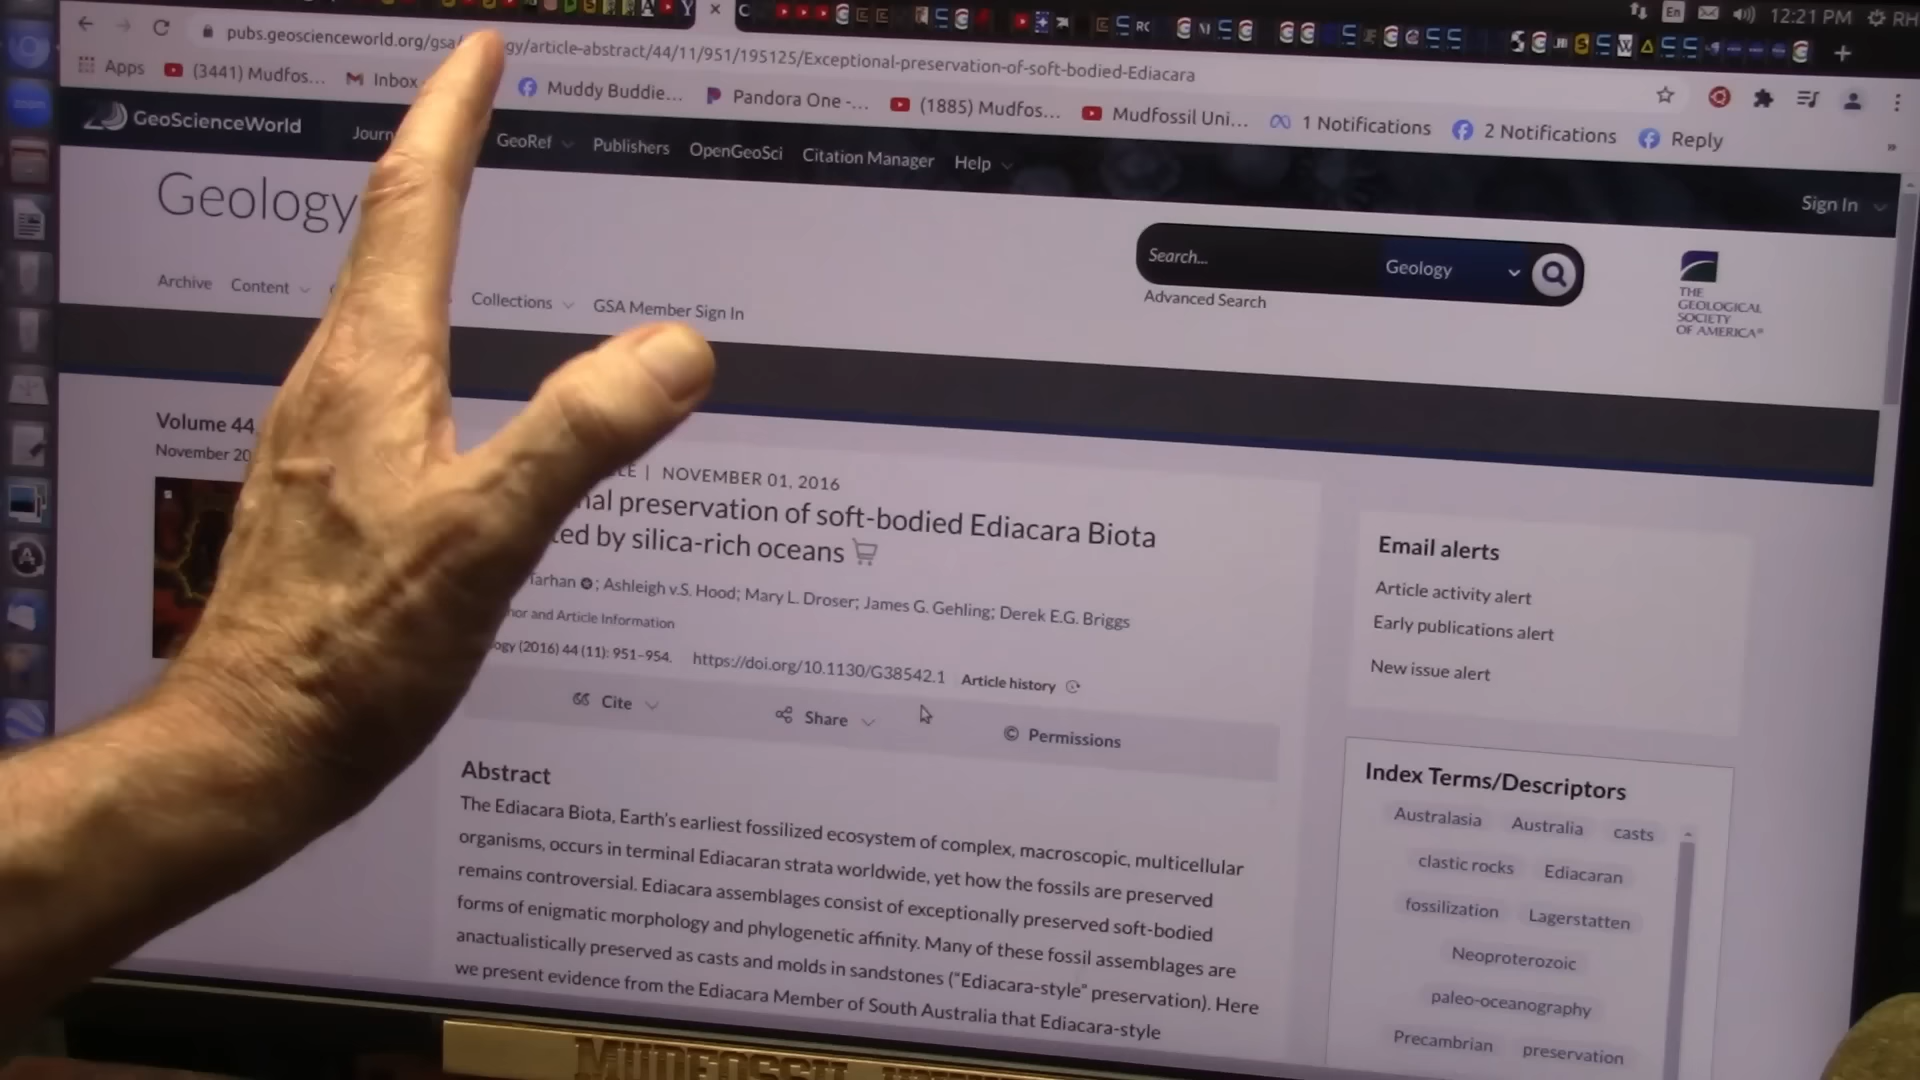 En 12:21 PM
pubs.geoscienceworld.org/gsa/ gy/article-abstract/44/11/951/195125/Exceptional-preservation-of-soft-bodied-Ediacara
Apps (3441) Mudfos... Inbox Muddy Buddie... Pandora One -... (1885) Mudfos... Mudfossil Uni... 1 Notifications 2 Notifications Reply »
GeoScienceWorld Journ GeoRef Publishers OpenGeoSci Citation Manager Help
Sign In
Geology
Search... Geology
Advanced Search
THE
GEOLOGICAL
SOCIETY
OF AMERICA®
Archive Content Collections GSA Member Sign In
Volume 44,
November 20
LE | NOVEMBER 01, 2016
nal preservation of soft-bodied Ediacara Biota
ted by silica-rich oceans
Tarhan ; Ashleigh v.S. Hood; Mary L. Droser; James G. Gehling; Derek E.G. Briggs
hor and Article Information
ogy (2016) 44 (11): 951–954. https://doi.org/10.1130/G38542.1 Article history
Cite Share © Permissions
Abstract
The Ediacara Biota, Earth's earliest fossilized ecosystem of complex, macroscopic, multicellular
organisms, occurs in terminal Ediacaran strata worldwide, yet how the fossils are preserved
remains controversial. Ediacara assemblages consist of exceptionally preserved soft-bodied
forms of enigmatic morphology and phylogenetic affinity. Many of these fossil assemblages are
anactualistically preserved as casts and molds in sandstones ("Ediacara-style" preservation). Here
we present evidence from the Ediacara Member of South Australia that Ediacara-style
Email alerts
Article activity alert
Early publications alert
New issue alert
Index Terms/Descriptors
Australasia Australia casts
clastic rocks Ediacaran
fossilization Lagerstatten
Neoproterozoic
paleo-oceanography
Precambrian preservation
MUDFOSSIL